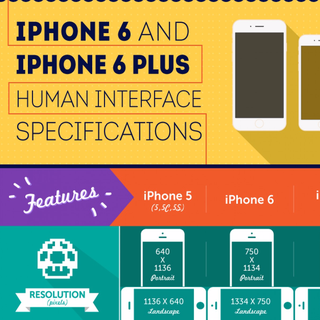 IPHONE 6 AND
IPHONE 6 PLUS
HUMAN INTERFACE
SPECIFICATIONS
Features
iPhone 5
(5,5C,5S)
iPhone 6
i
RESOLUTION
(pixels)
640
X
1136
Portrait
750
X
1134
Portrait
1136 X 640
Landscape
1334 X 750
Landscape